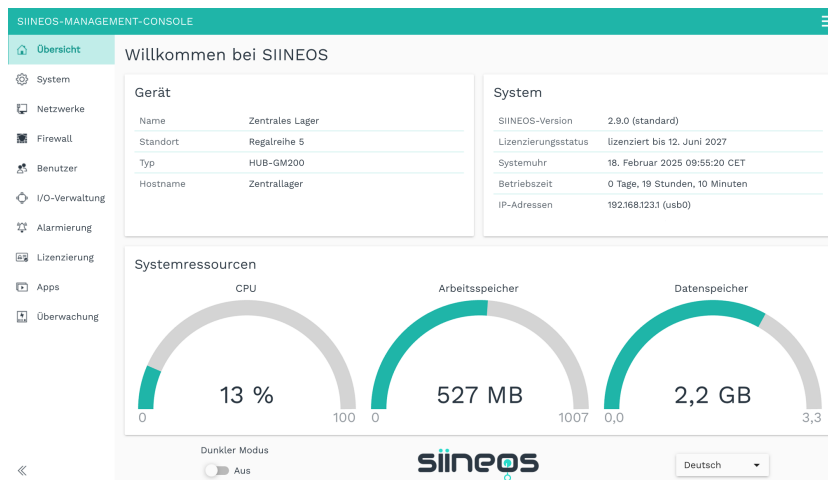 SIINEOS-MANAGEMENT-CONSOLE
Übersicht
System
Netzwerke
Firewall
Benutzer
I/O-Verwaltung
Alarmierung
Lizenzierung
Apps
Überwachung
Willkommen bei SIINEOS
Gerät
Name Zentrales Lager
Standort Regalreihe 5
Typ HUB-GM200
Hostname Zentrallager
System
SIINEOS-Version 2.9.0 (standard)
Lizenzierungsstatus lizenziert bis 12. Juni 2027
Systemuhr 18. Februar 2025 09:55:20 CET
Betriebszeit 0 Tage, 19 Stunden, 10 Minuten
IP-Adressen 192.168.123.1 (usb0)
Systemressourcen
CPU
13 %
0 100
Arbeitsspeicher
527 MB
0 1007
Datenspeicher
2,2 GB
0,0 3,3
Dunkler Modus
Aus
siineos
Deutsch